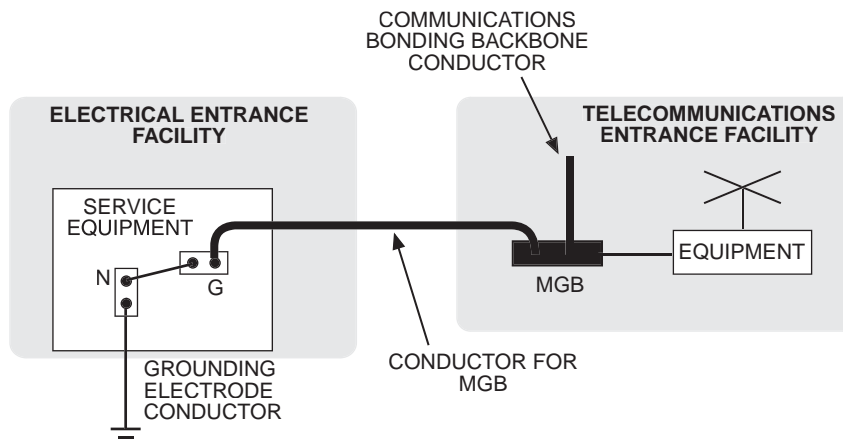 COMMUNICATIONS
BONDING BACKBONE
CONDUCTOR
ELECTRICAL ENTRANCE
FACILITY
TELECOMMUNICATIONS
ENTRANCE FACILITY
SERVICE
EQUIPMENT
N
G
MGB
EQUIPMENT
GROUNDING
ELECTRODE
CONDUCTOR
CONDUCTOR FOR
MGB